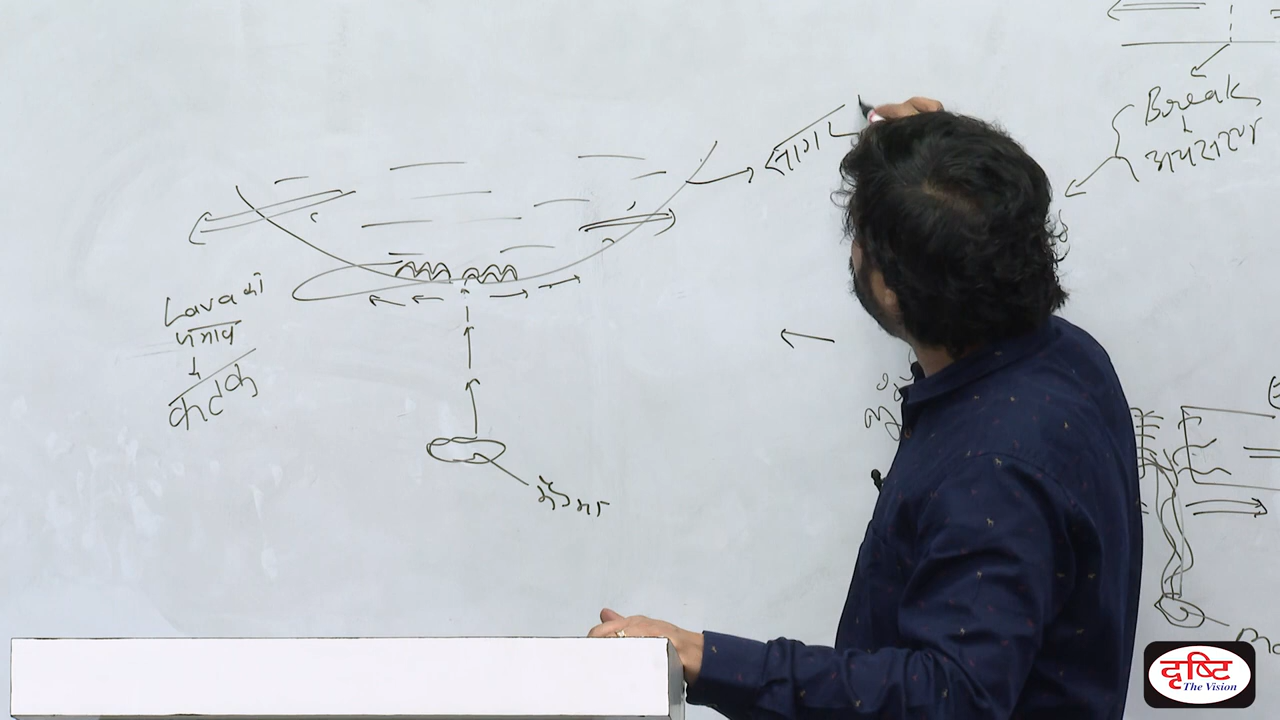 सागर
Break
अपसरण
Lava का
जमाव
कटक
मैग्मा
दृष्टि
The Vision